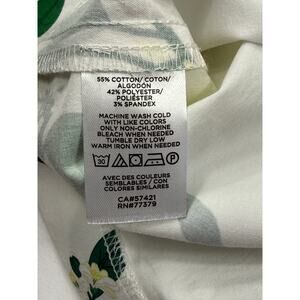 55% COTTON/ COTON/
ALGODÓN
42% POLYESTER/
POLIÉSTER
3% SPANDEX
MACHINE WASH COLD
WITH LIKE COLORS
ONLY NON-CHLORINE
BLEACH WHEN NEEDED
TUMBLE DRY LOW
WARM IRON WHEN NEEDED
30 P
AVEC DES COULEURS
SEMBLABLES / CON
COLORES SIMILARES
CA#57421
RN#77379